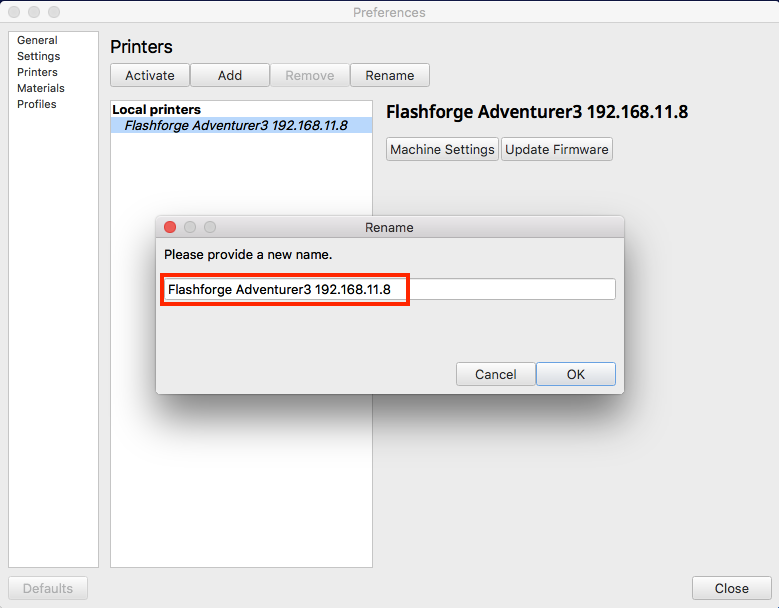 Preferences
General
Settings
Printers
Materials
Profiles
Printers
Activate
Add
Remove
Rename
Local printers
Flashforge Adventurer3 192.168.11.8
Flashforge Adventurer3 192.168.11.8
Machine Settings
Update Firmware
Rename
Please provide a new name.
Flashforge Adventurer3 192.168.11.8
Cancel
OK
Defaults
Close